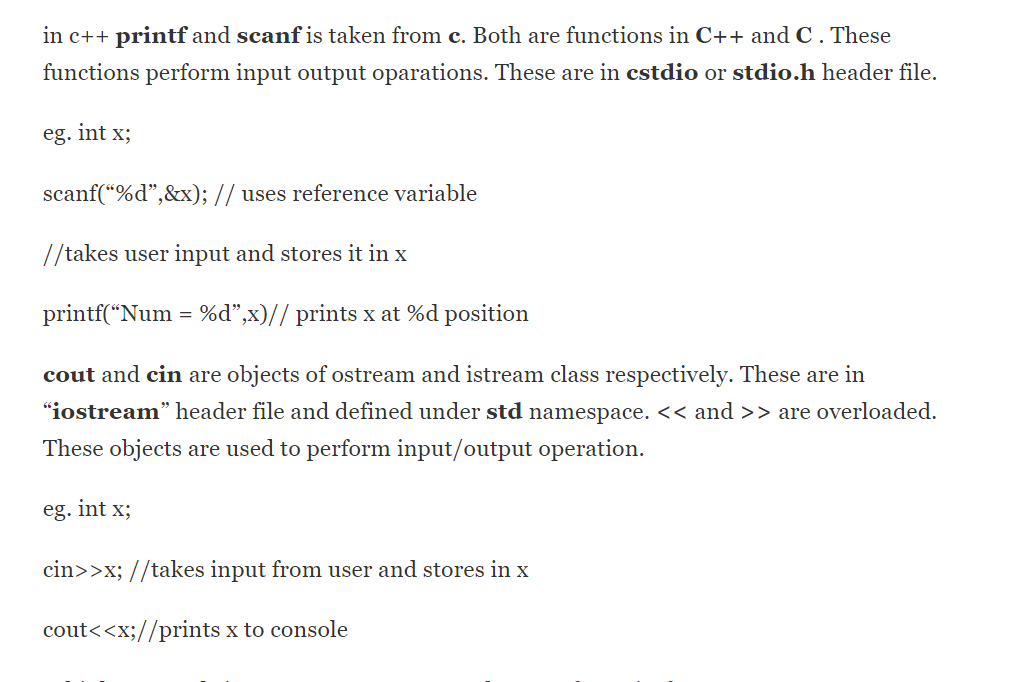 in c++ printf and scanf is taken from c. Both are functions in C++ and C . These
functions perform input output oparations. These are in cstdio or stdio.h header file.
eg. int x;
scanf(“%d”,&x); // uses reference variable
//takes user input and stores it in x
printf(“Num = %d”,x)// prints x at %d position
cout and cin are objects of ostream and istream class respectively. These are in
“iostream” header file and defined under std namespace. << and >> are overloaded.
These objects are used to perform input/output operation.
eg. int x;
cin>>x; //takes input from user and stores in x
cout<<x;//prints x to console